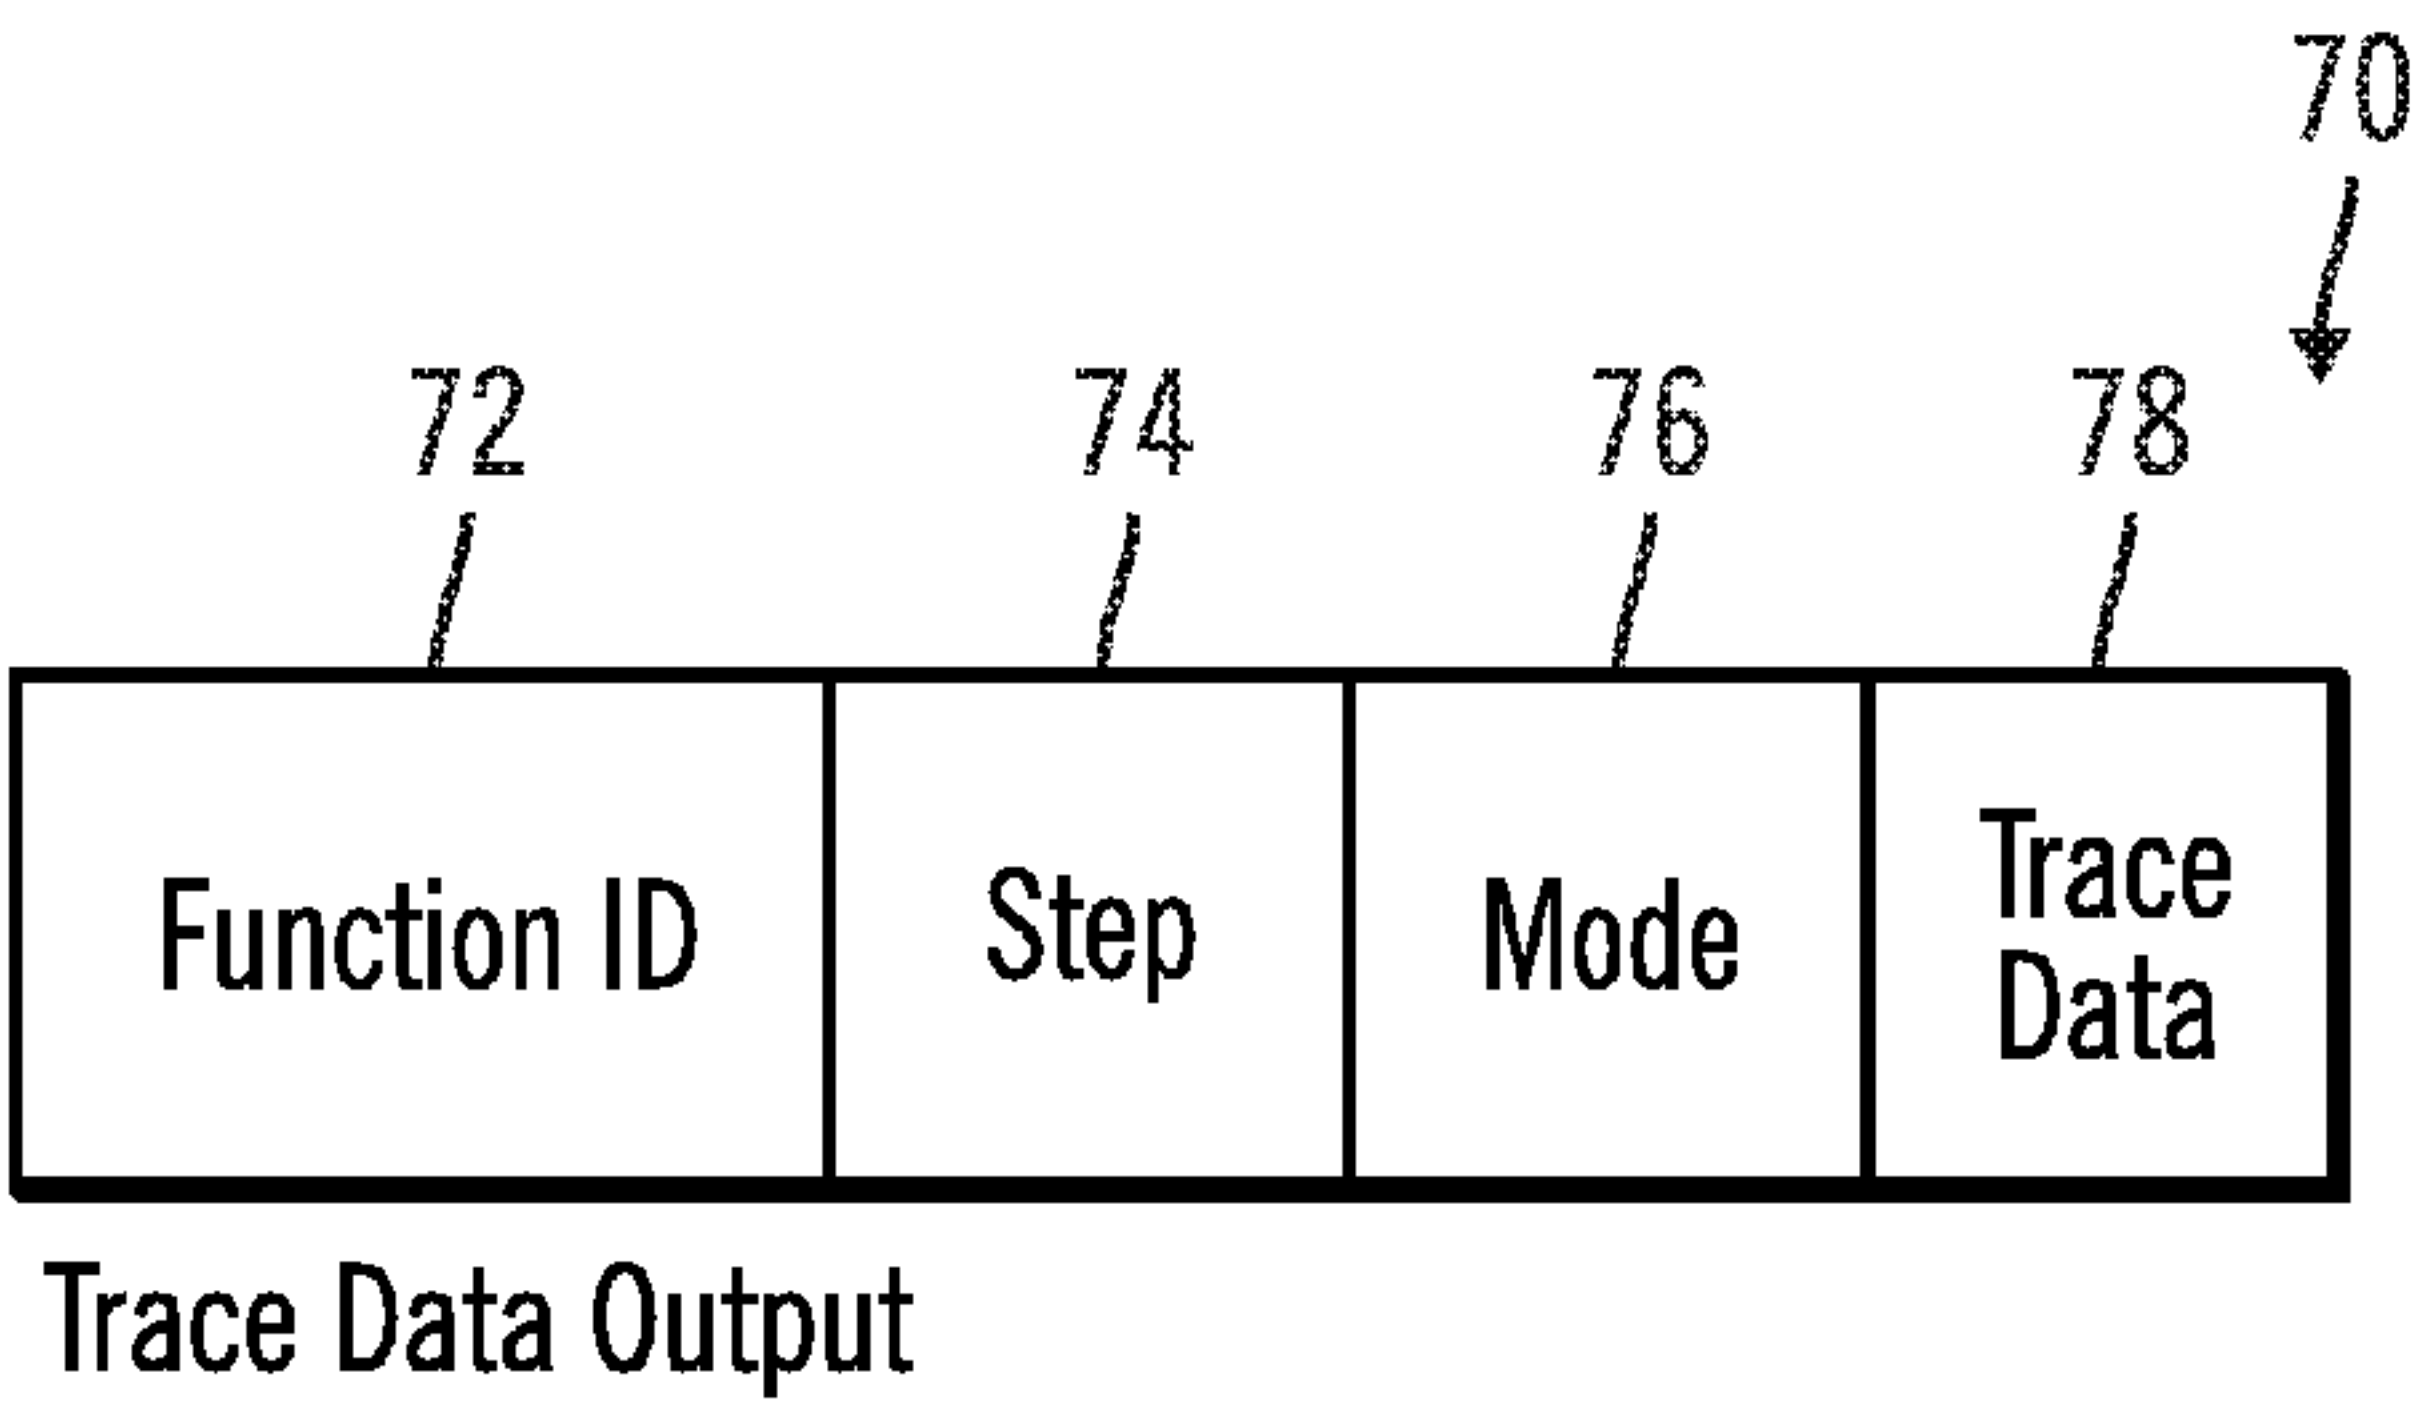 70
72 74 76 78
Function ID Step Mode Trace
Data
Trace Data Output